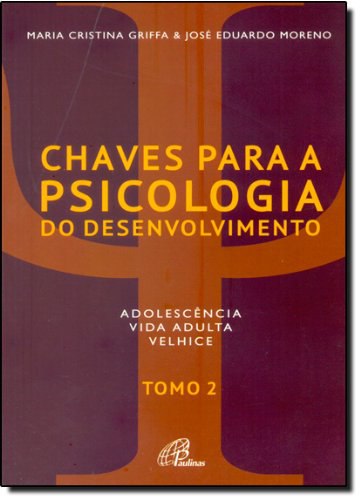 MARIA CRISTINA GRIFFA & JOSÉ EDUARDO MORENO
CHAVES PARA A
PSICOLOGIA
DO DESENVOLVIMENTO
ADOLESCÊNCIA
VIDA ADULTA
VELHICE
TOMO 2
Paulinas